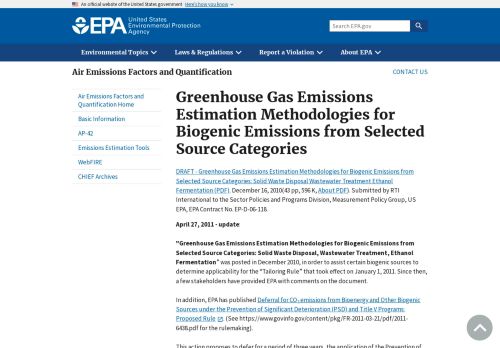 An official website of the United States government Here's how you know
EPA United States
Environmental Protection
Agency
Search EPA.gov
Environmental Topics Laws & Regulations Report a Violation About EPA
Air Emissions Factors and Quantification CONTACT US
Air Emissions Factors and
Quantification Home
Basic Information
AP-42
Emissions Estimation Tools
WebFIRE
CHIEF Archives
Greenhouse Gas Emissions
Estimation Methodologies for
Biogenic Emissions from Selected
Source Categories
DRAFT - Greenhouse Gas Emissions Estimation Methodologies for Biogenic Emissions from
Selected Source Categories: Solid Waste Disposal Wastewater Treatment Ethanol
Fermentation (PDF). December 16, 2010(43 pp, 596 K, About PDF). Submitted by RTI
International to the Sector Policies and Programs Division, Measurement Policy Group, US
EPA, EPA Contract No. EP-D-06-118.
April 27, 2011 - update:
"Greenhouse Gas Emissions Estimation Methodologies for Biogenic Emissions from
Selected Source Categories: Solid Waste Disposal, Wastewater Treatment, Ethanol
Fermentation" was posted in December 2010, in order to assist certain biogenic sources to
determine applicability for the "Tailoring Rule" that took effect on January 1, 2011. Since then,
a few stakeholders have provided EPA with comments on the document.
In addition, EPA has published Deferral for CO₂ emissions from Bioenergy and Other Biogenic
Sources under the Prevention of Significant Deterioration (PSD) and Title V Programs:
Proposed Rule . (See https://www.govinfo.gov/content/pkg/FR-2011-03-21/pdf/2011-
6438.pdf for the rulemaking).
This action proposes to defer for a period of three years, the application of the Prevention of